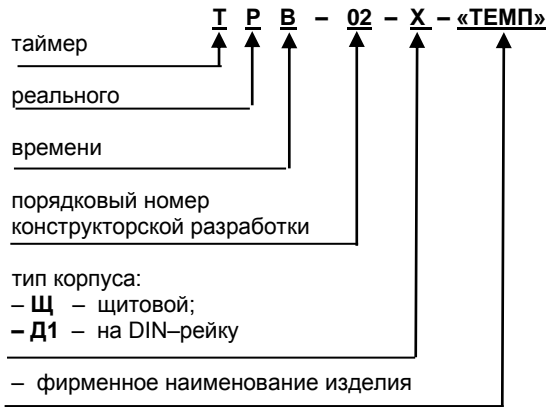 Т Р В – 02 – Х – «ТЕМП»
таймер
реального
времени
порядковый номер
конструкторской разработки
тип корпуса:
– Щ – щитовой;
– Д1 – на DIN–рейку
– фирменное наименование изделия